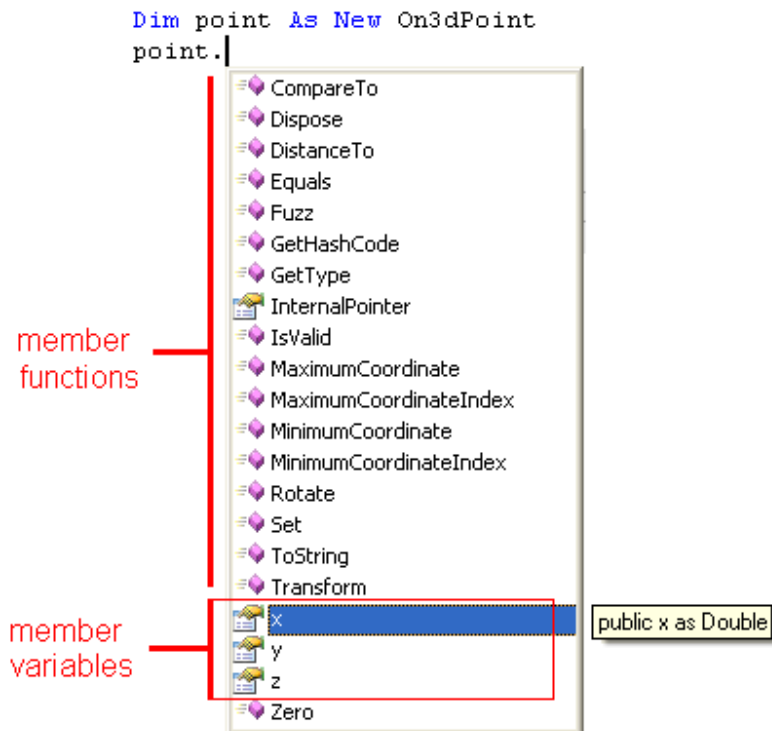 Dim point As New On3dPoint
point.
CompareTo
Dispose
DistanceTo
Equals
Fuzz
GetHashCode
GetType
InternalPointer
IsValid
MaximumCoordinate
MaximumCoordinateIndex
MinimumCoordinate
MinimumCoordinateIndex
Rotate
Set
ToString
Transform
x
y
z
Zero
member
functions
member
variables
public x as Double